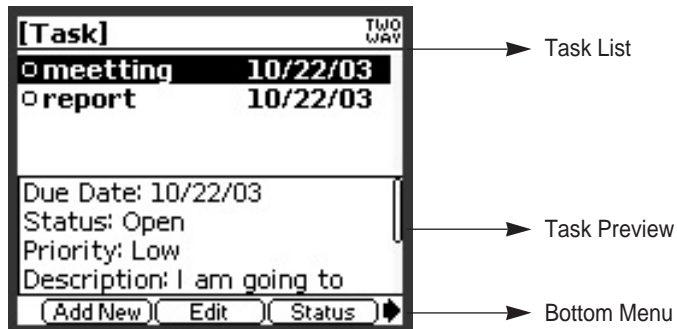 [Task] TWO WAY
meetting 10/22/03
report 10/22/03
Due Date: 10/22/03
Status: Open
Priority: Low
Description: I am going to
Add New Edit Status
Task List
Task Preview
Bottom Menu